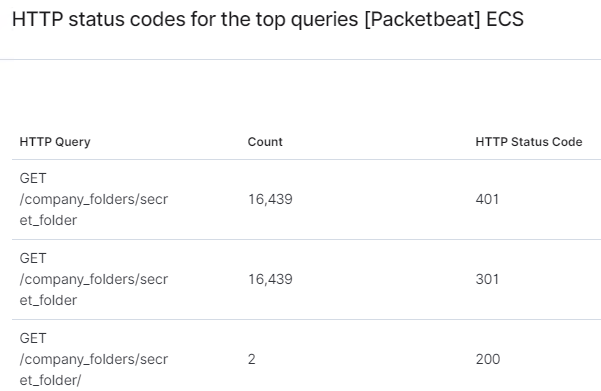 HTTP status codes for the top queries [Packetbeat] ECS
HTTP Query Count HTTP Status Code
GET
/company_folders/secr 16,439 401
et_folder
GET
/company_folders/secr 16,439 301
et_folder
GET
/company_folders/secr 2 200
et_folder/